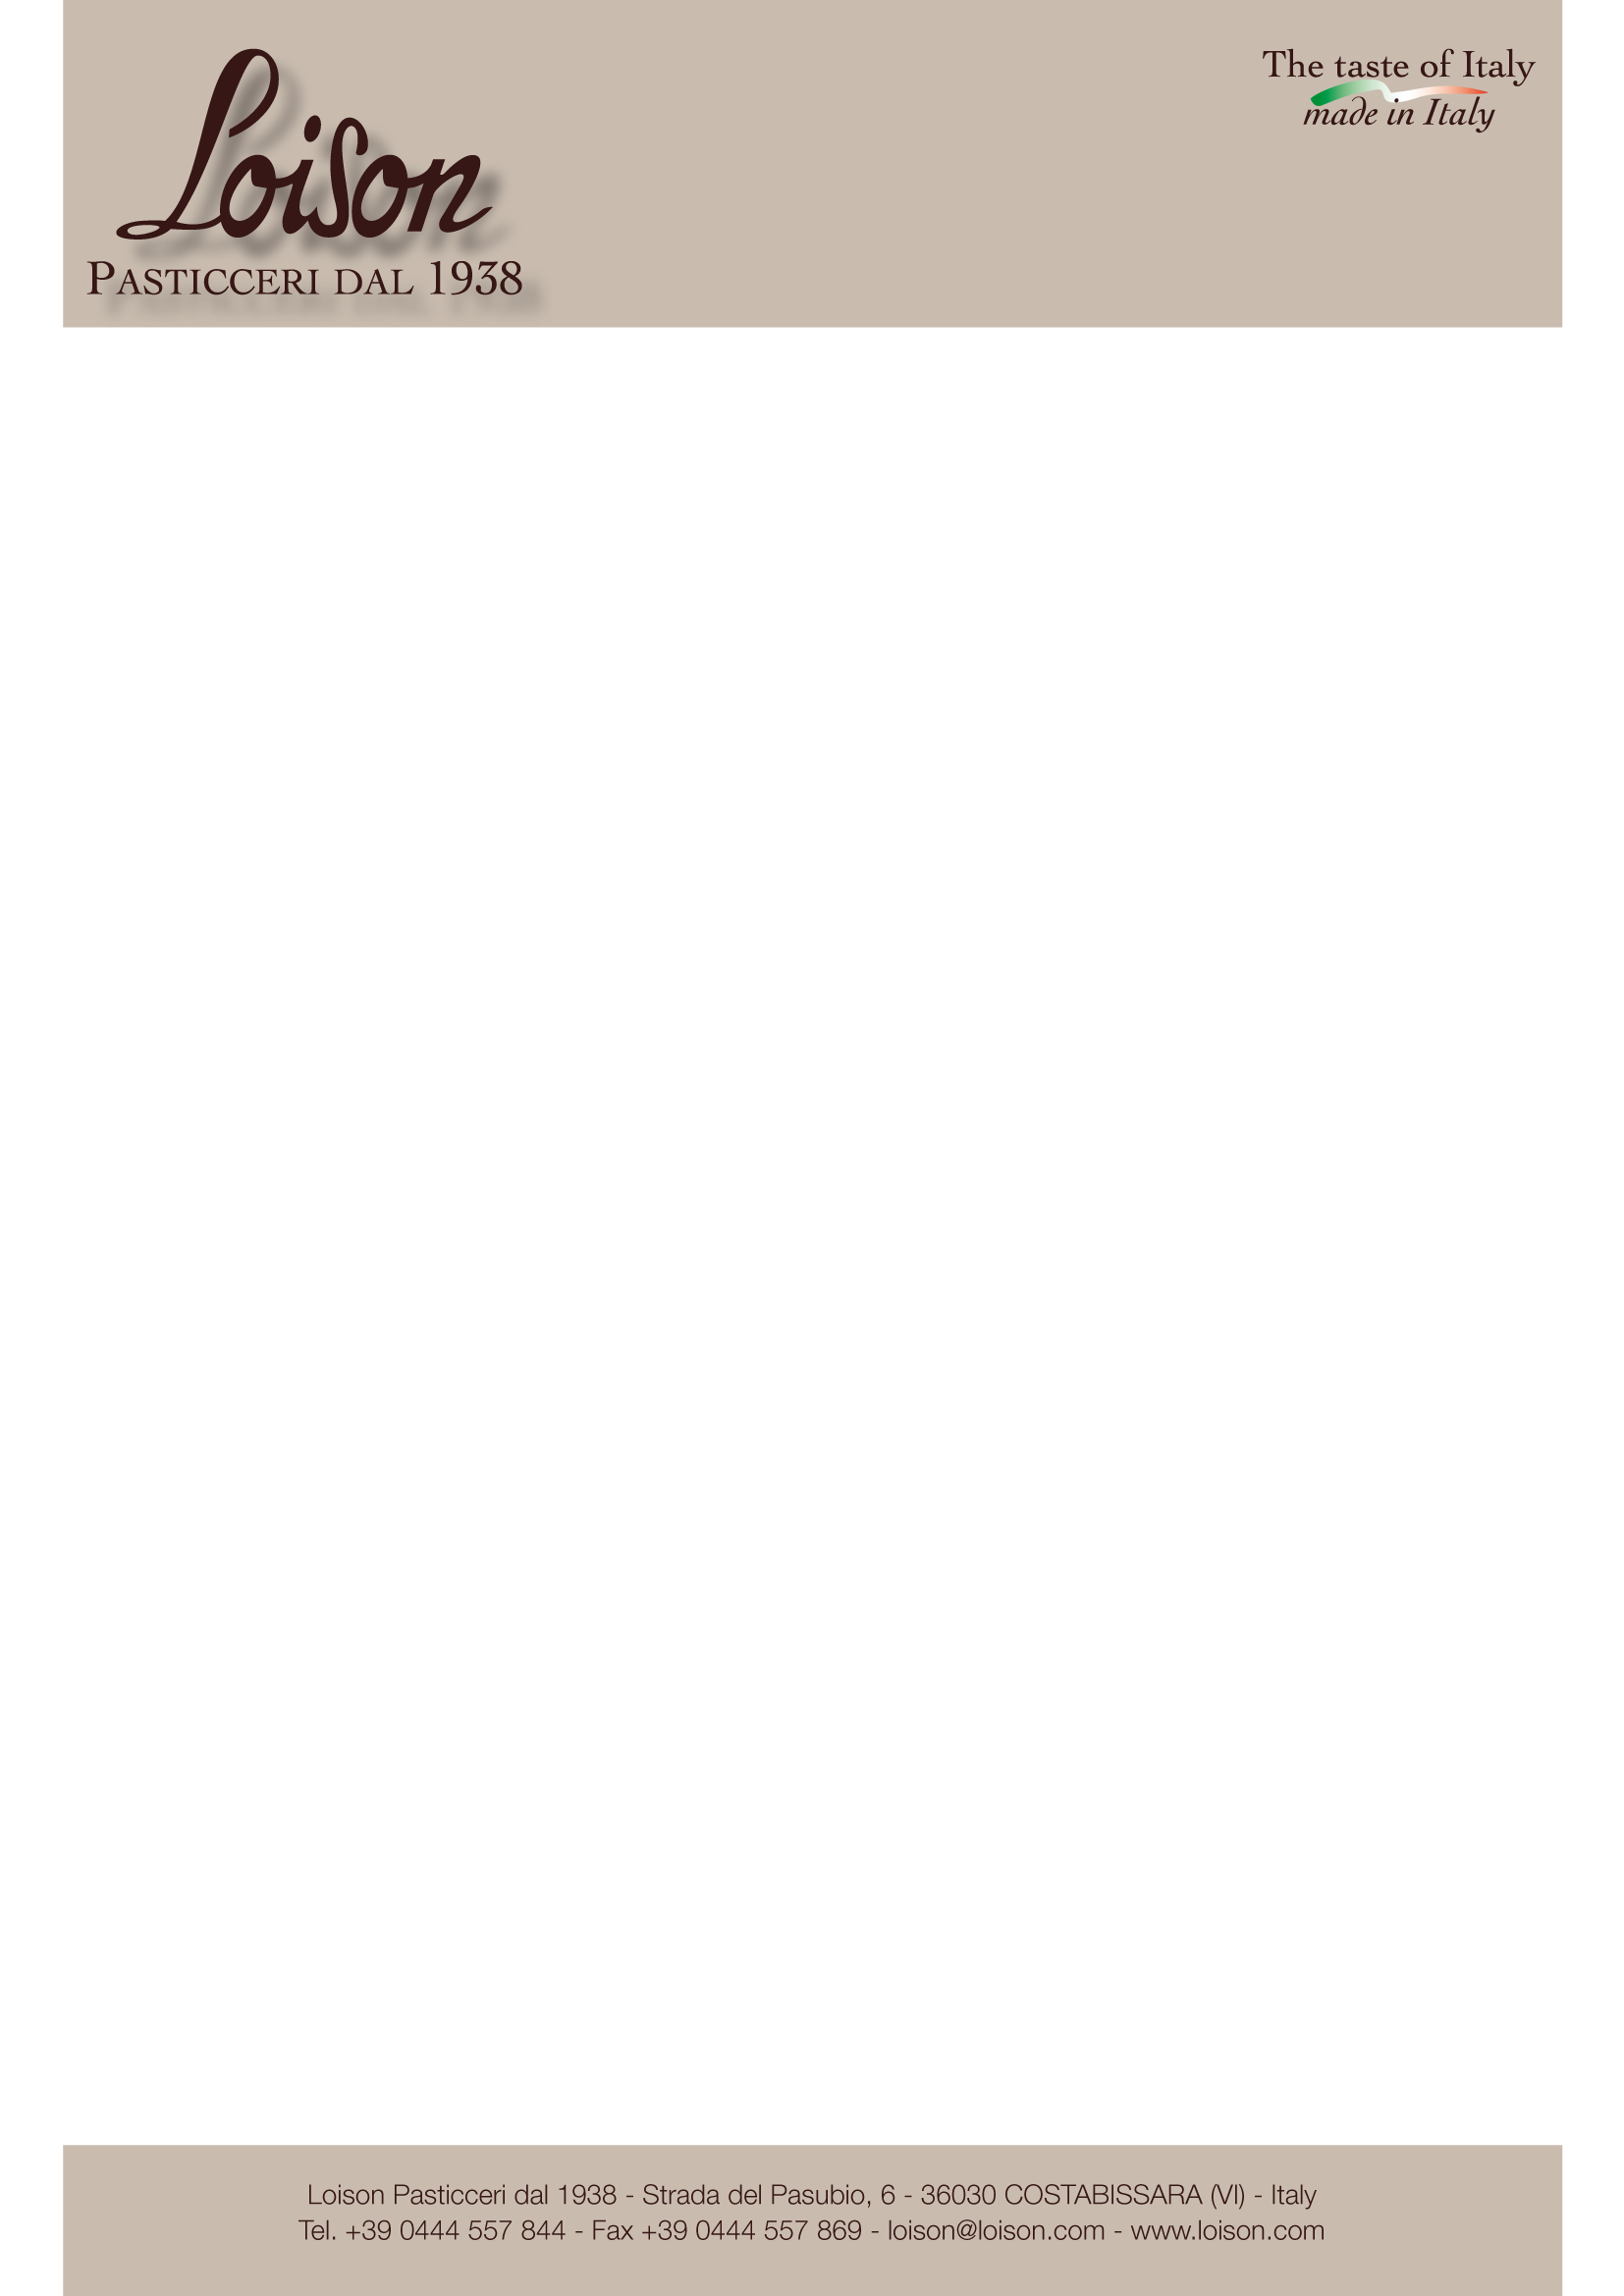 Loison
Pasticceri dal 1938
The taste of Italy
made in Italy
Loison Pasticceri dal 1938 - Strada del Pasubio, 6 - 36030 COSTABISSARA (VI) - Italy
Tel. +39 0444 557 844 - Fax +39 0444 557 869 - loison@loison.com - www.loison.com